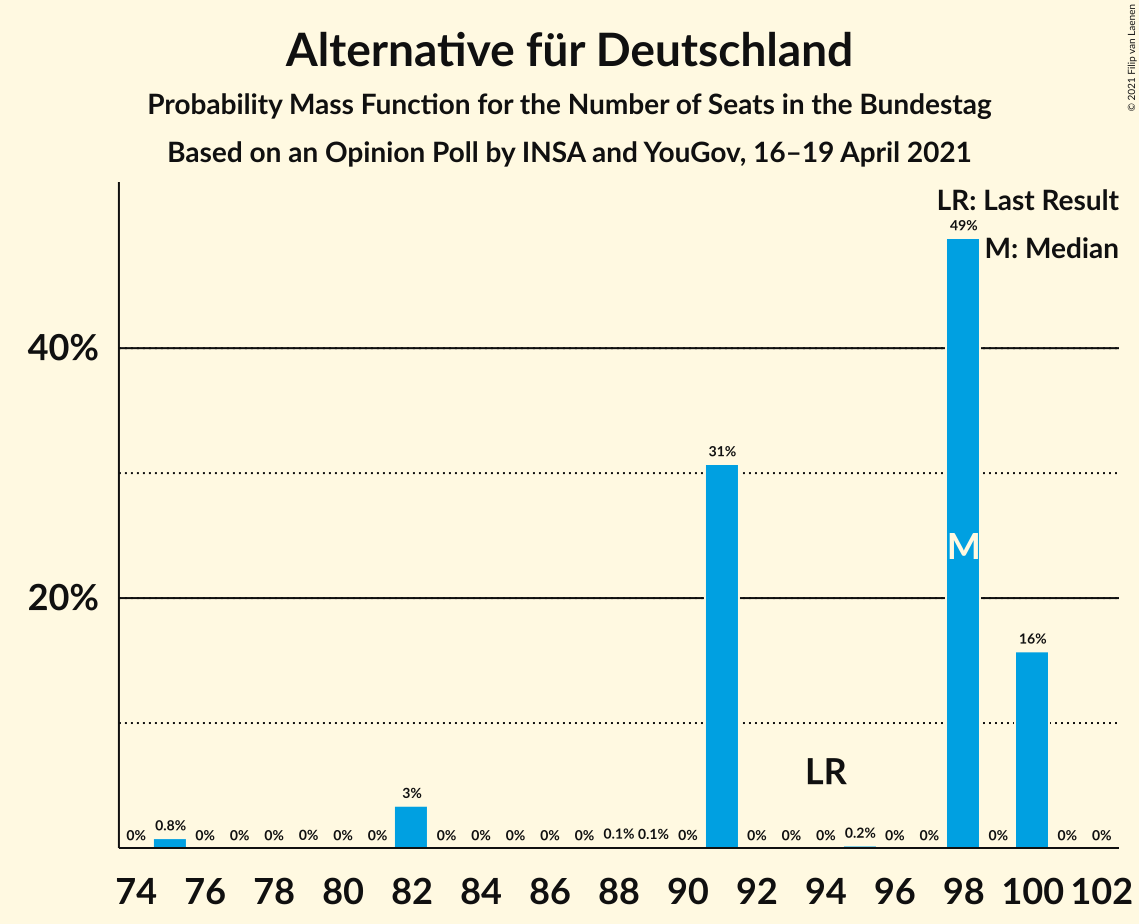 © 2021 Filip van Laenen
Alternative für Deutschland
Probability Mass Function for the Number of Seats in the Bundestag
Based on an Opinion Poll by INSA and YouGov, 16–19 April 2021
LR: Last Result
M: Median
40%
20%
0% 0.8% 0% 0% 0% 0% 0% 0% 3% 0% 0% 0% 0% 0% 0.1% 0.1% 0% 31% 0% 0% 0% 0.2% 0% 0% 49% 0% 16% 0% 0%
M
LR
74 76 78 80 82 84 86 88 90 92 94 96 98 100 102